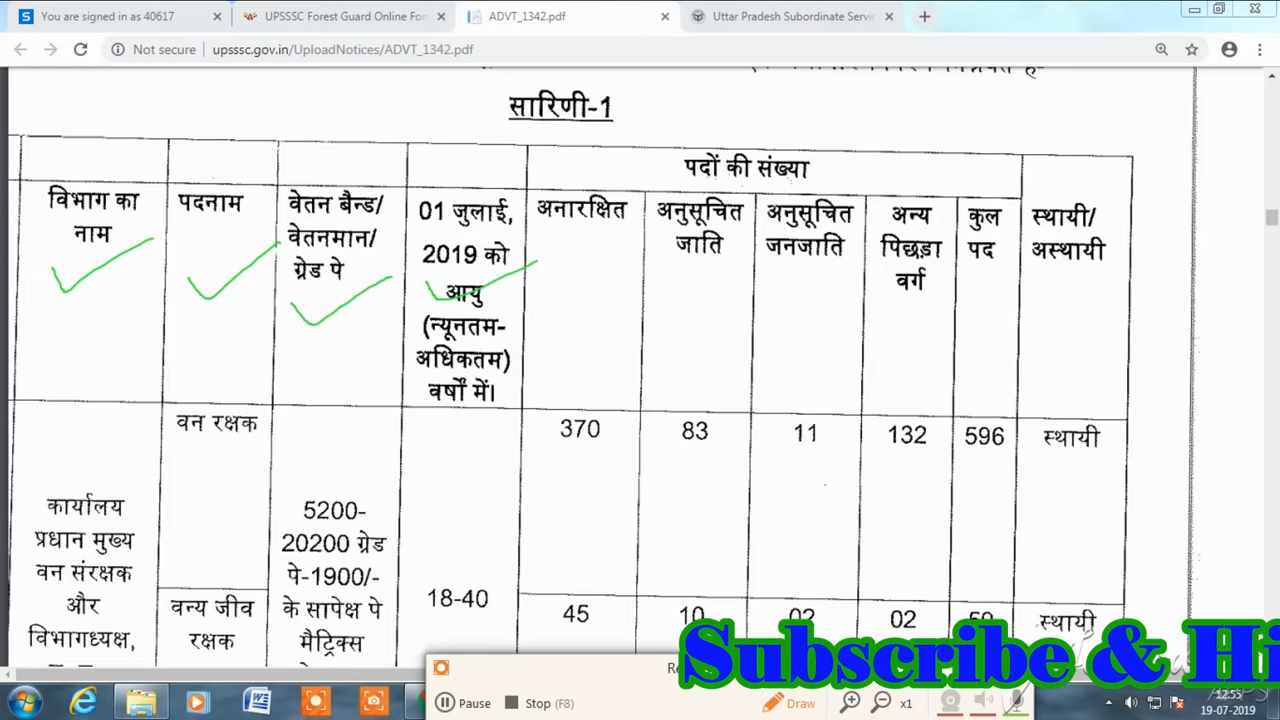 You are signed in as 40617
UPSSSC Forest Guard Online For
ADVT_1342.pdf
Uttar Pradesh Subordinate Servic
Not secure
upsssc.gov.in/UploadNotices/ADVT_1342.pdf
सारिणी-1
पदों की संख्या
विभाग का
नाम
पदनाम
वेतन बैन्ड/
वेतनमान/
ग्रेड पे
01 जुलाई,
2019 को
आयु
(न्यूनतम-
अधिकतम)
वर्षों में।
अनारक्षित
अनुसूचित
जाति
अनुसूचित
जनजाति
अन्य
पिछड़ा
वर्ग
कुल
पद
स्थायी/
अस्थायी
वन रक्षक
370
83
11
132
596
स्थायी
कार्यालय
प्रधान मुख्य
वन संरक्षक
और
विभागध्यक्ष,
5200-
20200 ग्रेड
पे-1900/-
के सापेक्ष पे
मैट्रिक्स
18-40
वन्य जीव
रक्षक
45
10
02
02
स्थायी
Subscribe & Hi
Pause
Stop (F8)
Draw
x1
12:55
19-07-2019